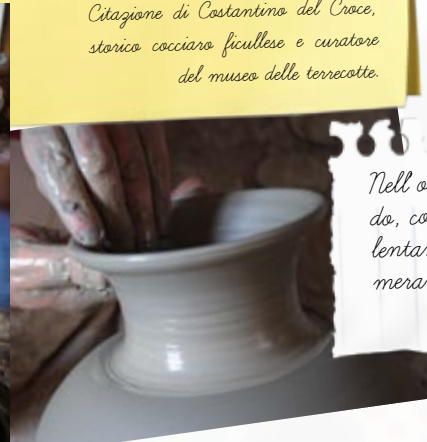 Citazione di Costantino del Croce,
storico cocciaro ficullese e curatore
del museo delle terrecotte.
Nell'o
do, co
lentar
mera